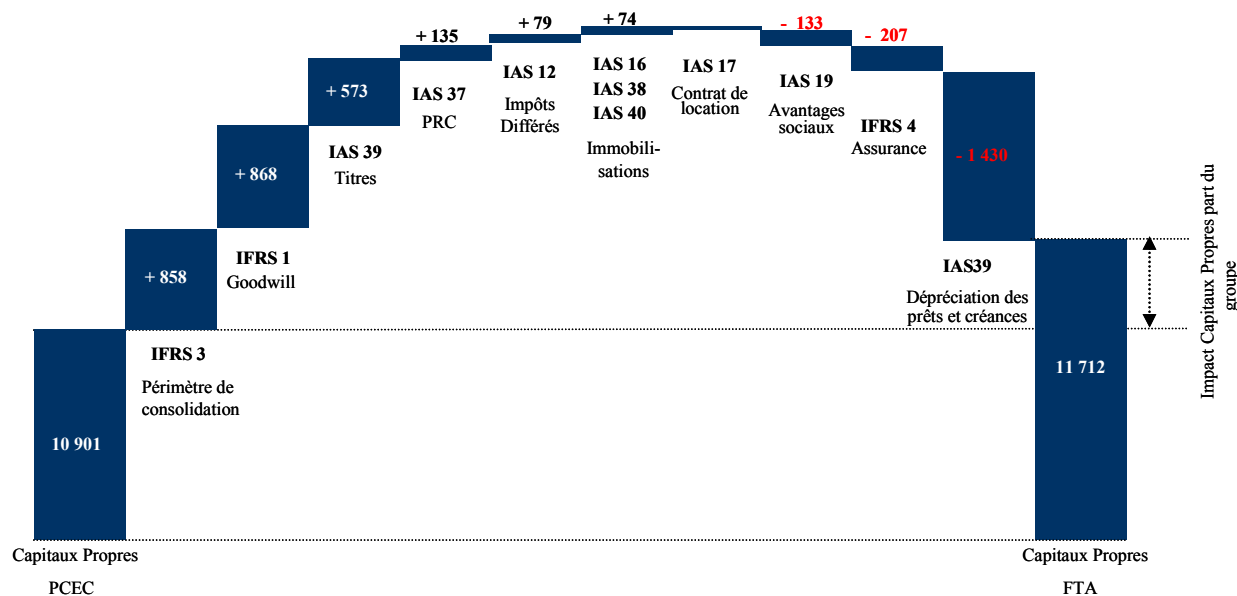 + 79
+ 74
- 133
+ 135
- 207
+ 573
IAS 12
IAS 16
IAS 17
IAS 19
IAS 37
IAS 38
Contrat de
location
Impôts
Différés
IAS 40
Avantages
sociaux
PRC
IFRS 4
Assurance
IAS 39
Titres
Immobili-
sations
- 1 430
+ 868
IFRS 1
Goodwill
+ 858
IAS39
Dépréciation des
prêts et créances
Impact Capitaux Propres part du
groupe
IFRS 3
Périmètre de
consolidation
11 712
10 901
Capitaux Propres
PCEC
Capitaux Propres
FTA